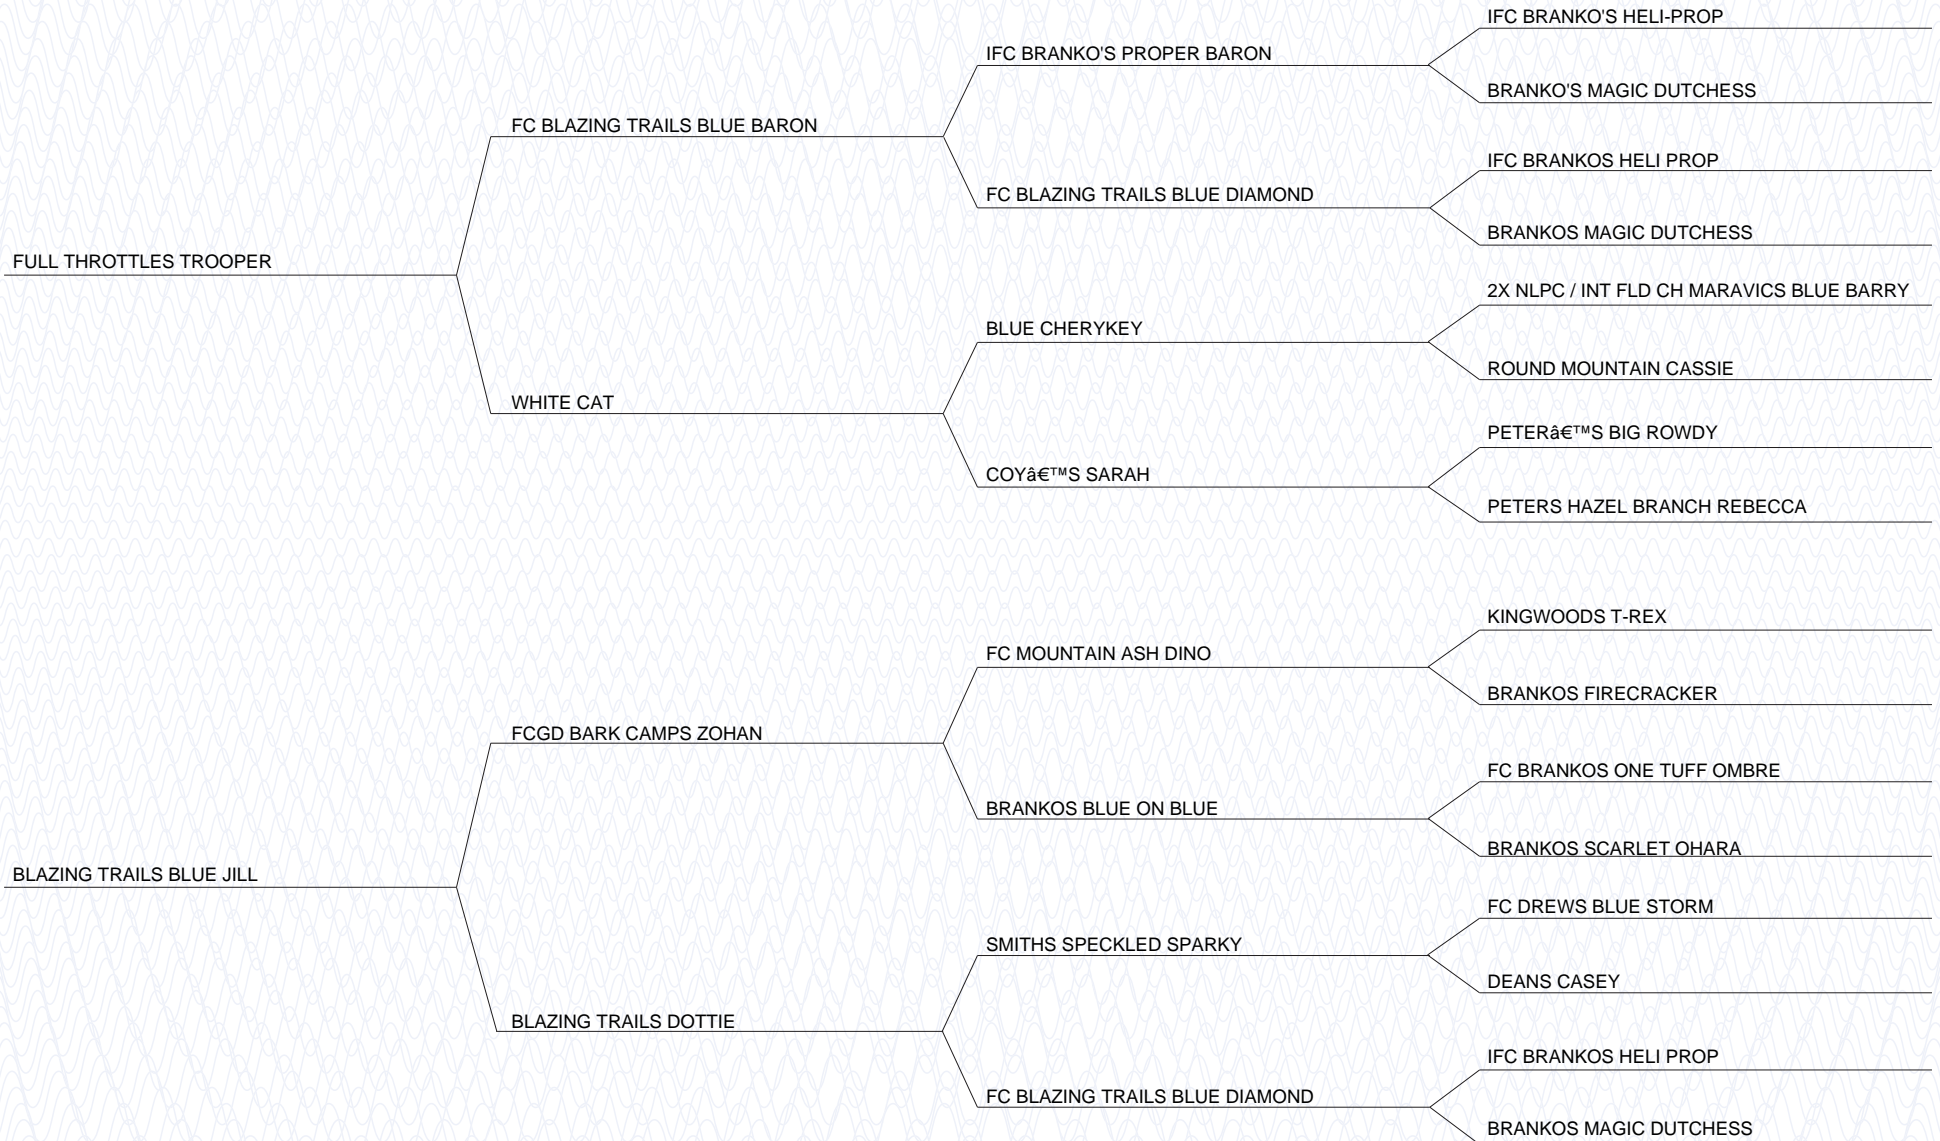 IFC BRANKO'S HELI-PROP
IFC BRANKO'S PROPER BARON
BRANKO'S MAGIC DUTCHESS
FC BLAZING TRAILS BLUE BARON
IFC BRANKOS HELI PROP
FC BLAZING TRAILS BLUE DIAMOND
BRANKOS MAGIC DUTCHESS
FULL THROTTLES TROOPER
2X NLPC / INT FLD CH MARAVICS BLUE BARRY
BLUE CHERYKEY
ROUND MOUNTAIN CASSIE
WHITE CAT
PETER’S BIG ROWDY
COY’S SARAH
PETERS HAZEL BRANCH REBECCA
KINGWOODS T-REX
FC MOUNTAIN ASH DINO
BRANKOS FIRECRACKER
FCGD BARK CAMPS ZOHAN
FC BRANKOS ONE TUFF OMBRE
BRANKOS BLUE ON BLUE
BRANKOS SCARLET OHARA
BLAZING TRAILS BLUE JILL
FC DREWS BLUE STORM
SMITHS SPECKLED SPARKY
DEANS CASEY
BLAZING TRAILS DOTTIE
IFC BRANKOS HELI PROP
FC BLAZING TRAILS BLUE DIAMOND
BRANKOS MAGIC DUTCHESS